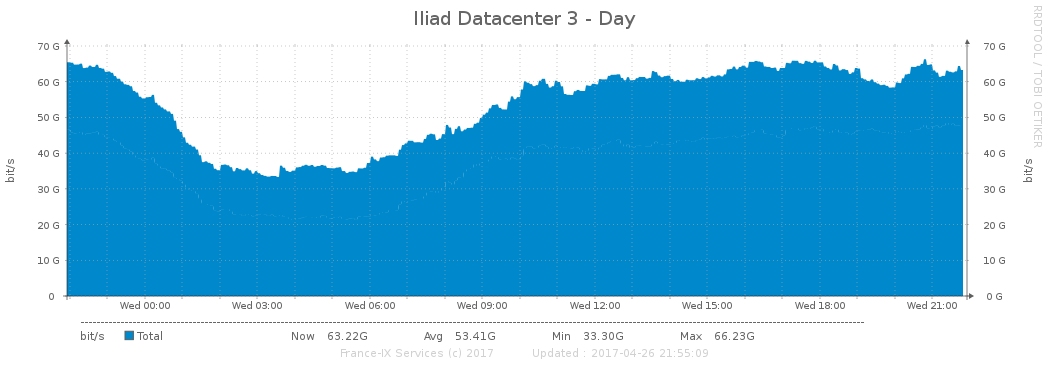 Iliad Datacenter 3 - Day
RRDTOOL / TOBI OETIKER
70 G 70 G
60 G 60 G
50 G 50 G
40 G 40 G
30 G 30 G
20 G 20 G
10 G 10 G
0 0 G
bit/s bit/s
Wed 00:00 Wed 03:00 Wed 06:00 Wed 09:00 Wed 12:00 Wed 15:00 Wed 18:00 Wed 21:00
bit/s Total Now 63.22G Avg 53.41G Min 33.30G Max 66.23G
France-IX Services (c) 2017 Updated : 2017-04-26 21:55:09